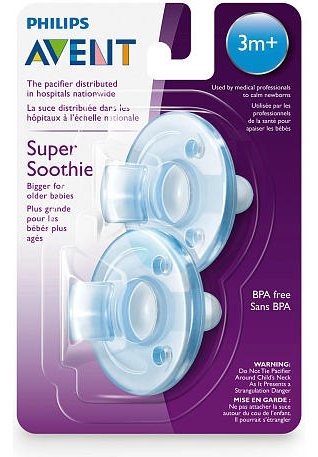 PHILIPS
AVENT
3m+
The pacifier distributed
in hospitals nationwide
La suce distribuée dans les
hôpitaux à l'échelle nationale
Used by medical professionals
to calm newborns
Utilisée par les
professionnels
de la santé pour
apaiser les bébés
Super
Soothie
Bigger for
older babies
Plus grande
pour les
bébés plus
agés
BPA free
Sans BPA
WARNING:
Do Not Tie Pacifier
Around Child's Neck
As It Presents a
Strangulation Danger
MISE EN GARDE :
Ne pas attacher la suce
autour du cou de l'enfant.
Il pourrait s'étrangler